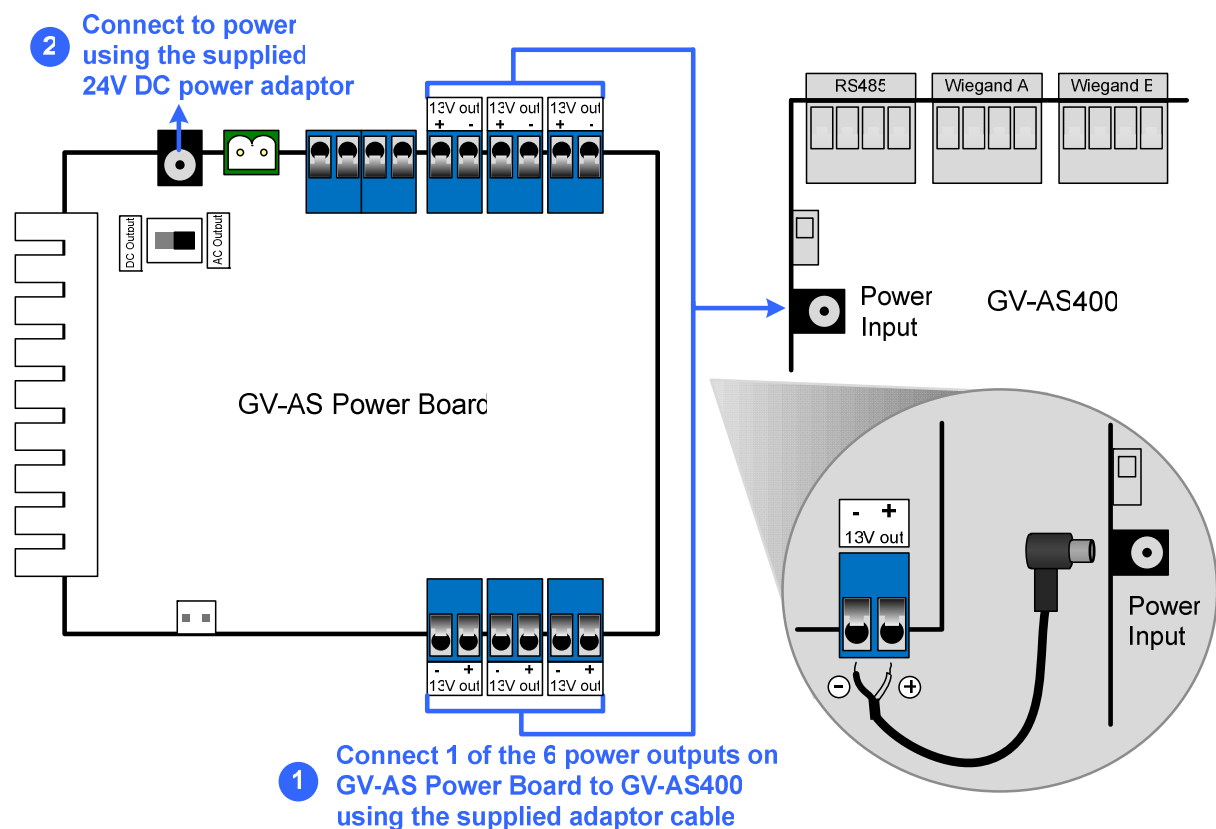 2
Connect to power
using the supplied
24V DC power adaptor
13V out
+ -
13V out
+ -
13V out
+ -
DC Output
AC Output
GV-AS Power Board
- +
13V out
- +
13V out
- +
13V out
1
Connect 1 of the 6 power outputs on
GV-AS Power Board to GV-AS400
using the supplied adaptor cable
RS485
Wiegand A
Wiegand B
Power
Input
GV-AS400
- +
13V out
- +
Power
Input